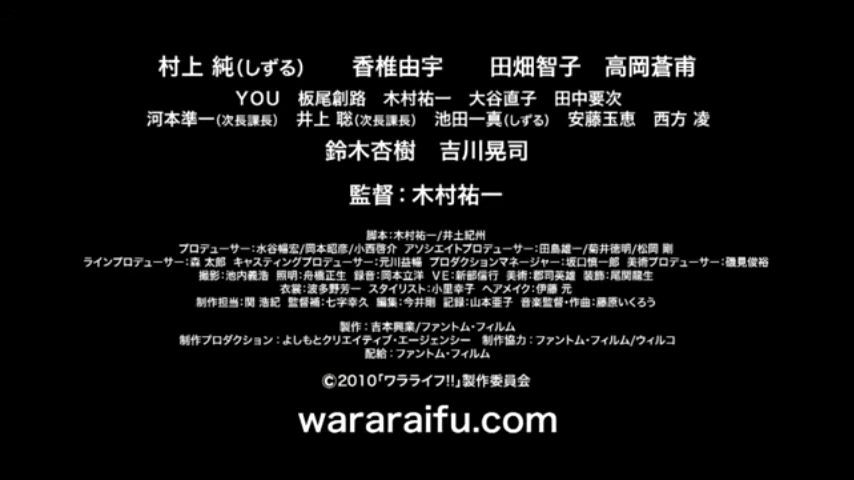 村上 純(しずる) 香椎由宇 田畑智子 高岡蒼甫
YOU 板尾創路 木村祐一 大谷直子 田中要次
河本準一(次長課長) 井上 聡(次長課長) 池田一真(しずる) 安藤玉恵 西方 凌
鈴木杏樹 吉川晃司
監督：木村祐一
脚本：木村祐一/井土紀州
プロデューサー：水谷暢宏/岡本昭彦/小西啓介 アソシエイトプロデューサー：田島雄一/菊井徳明/松岡 剛
ラインプロデューサー：森 太郎 キャスティングプロデューサー：元川益暢 プロダクションマネージャー：坂口慎一郎 美術プロデューサー：磯見俊裕
撮影：池内義浩 照明：舟橋正生 録音：岡本立洋 VE：新部信行 美術：郡司英雄 装飾：尾関龍生
衣裳：波多野芳一 スタイリスト：小里幸子 ヘアメイク：伊藤 元
制作担当：関 浩紀 監督補：七字幸久 編集：今井剛 記録：山本亜子 音楽監督・作曲：藤原いくろう
製作：吉本興業/ファントム・フィルム
制作プロダクション：よしもとクリエイティブ・エージェンシー 制作協力：ファントム・フィルム/ウィルコ
配給：ファントム・フィルム
©2010「ワラライフ!!」製作委員会
wararaifu.com